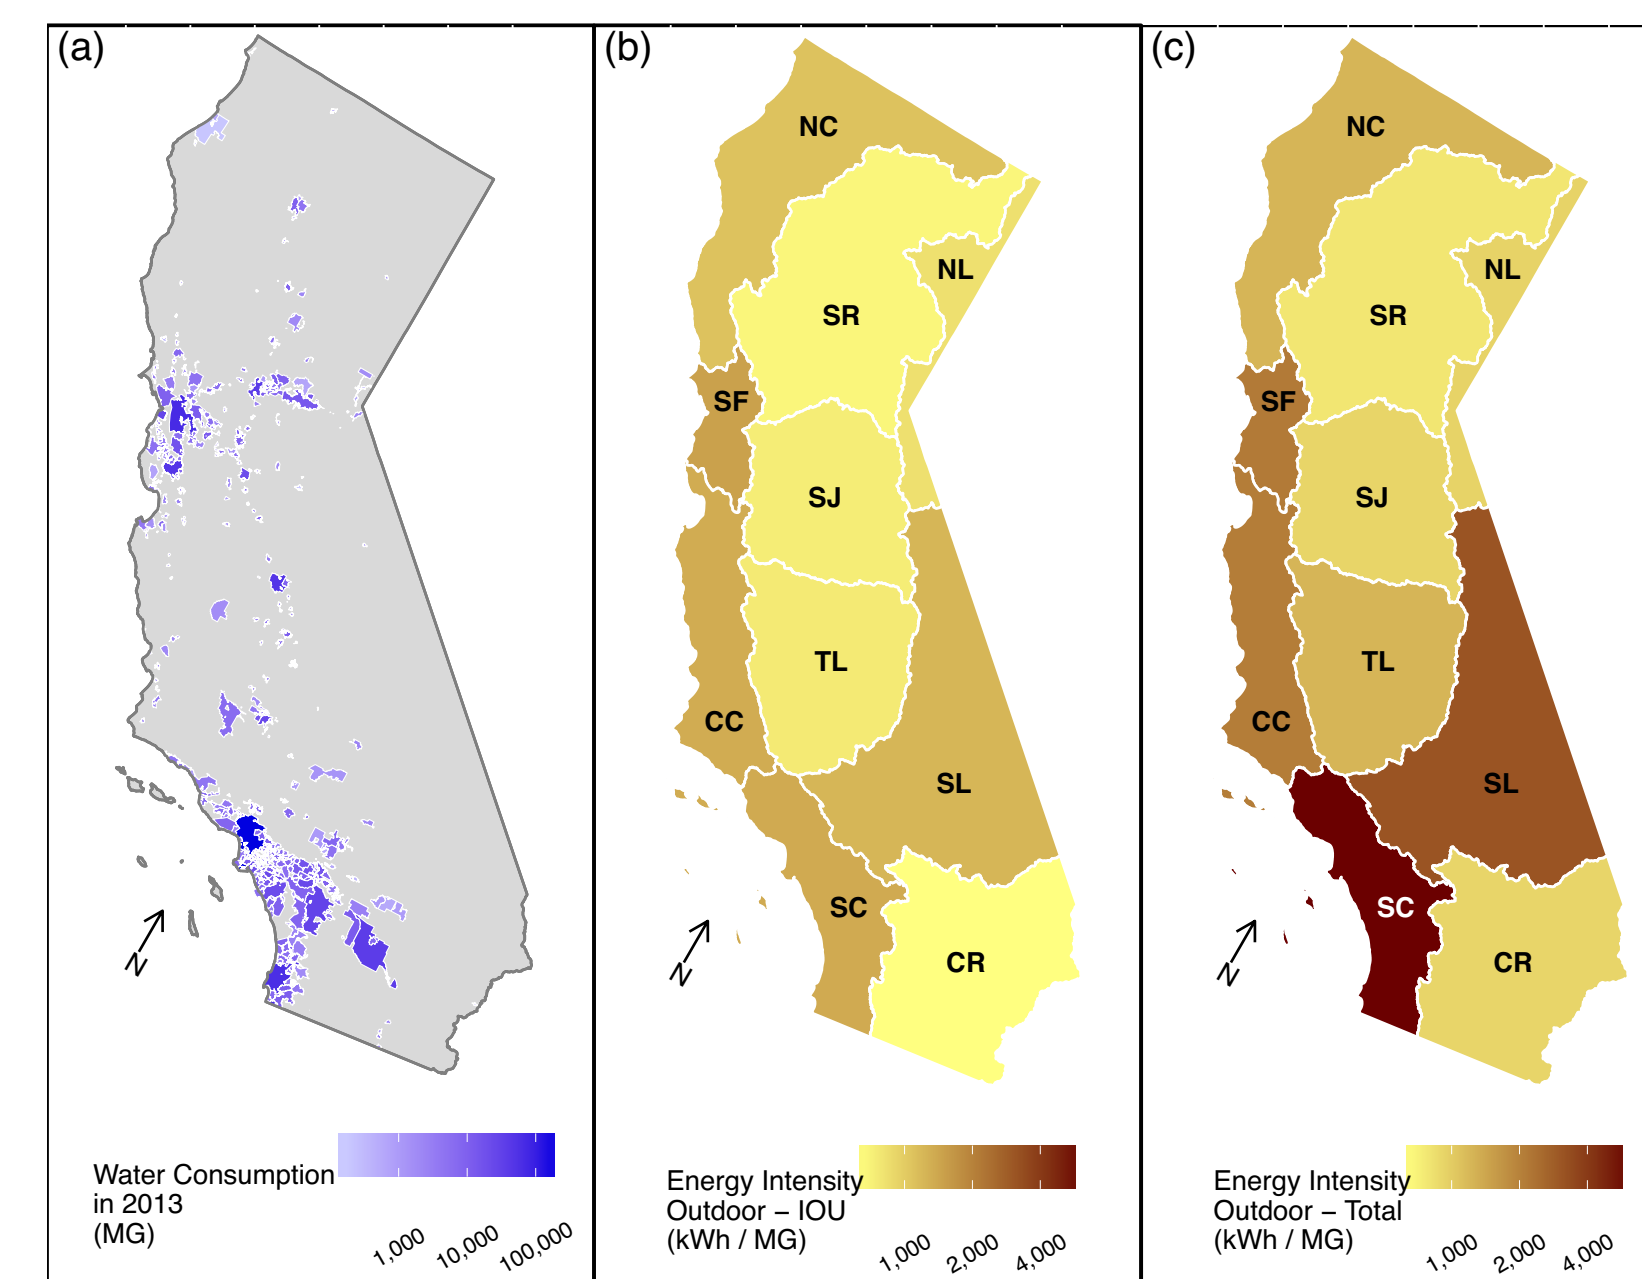 (a)
N
Water Consumption
in 2013
(MG)
1,000
10,000
100,000
(b)
NC
NL
SR
SF
SJ
TL
CC
SL
SC
CR
N
Energy Intensity
Outdoor – IOU
(kWh / MG)
1,000
2,000
4,000
(c)
NC
NL
SR
SF
SJ
TL
CC
SL
SC
CR
N
Energy Intensity
Outdoor – Total
(kWh / MG)
1,000
2,000
4,000